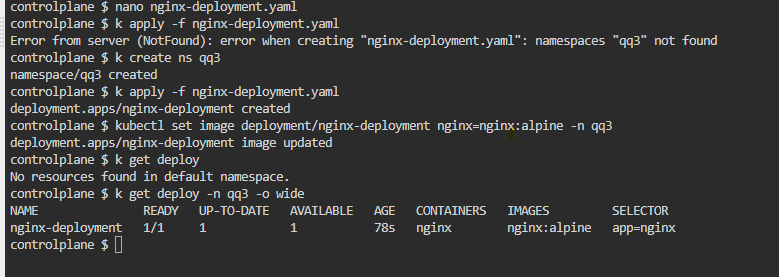 controlplane $ nano nginx-deployment.yaml
controlplane $ k apply -f nginx-deployment.yaml
Error from server (NotFound): error when creating "nginx-deployment.yaml": namespaces "qq3" not found
controlplane $ k create ns qq3
namespace/qq3 created
controlplane $ k apply -f nginx-deployment.yaml
deployment.apps/nginx-deployment created
controlplane $ kubectl set image deployment/nginx-deployment nginx=nginx:alpine -n qq3
deployment.apps/nginx-deployment image updated
controlplane $ k get deploy
No resources found in default namespace.
controlplane $ k get deploy -n qq3 -o wide
NAME READY UP-TO-DATE AVAILABLE AGE CONTAINERS IMAGES SELECTOR
nginx-deployment 1/1 1 1 78s nginx nginx:alpine app=nginx
controlplane $